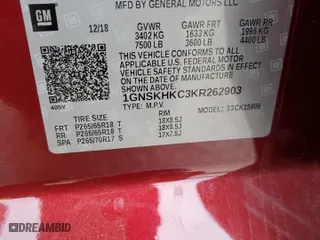 GM
MFD BY GENERAL MOTORS LLC
12/18 GVWR GAWR FRT GAWR RR
3402 KG 1633 KG 1996 KG
7500 LB 3600 LB 4400 LB
THIS VEHICLE CONFORMS TO ALL
APPLICABLE U.S. FEDERAL MOTOR
VEHICLE SAFETY
STANDARDS IN EFFECT ON THE DATE OF
MANUFACTURE SHOWN ABOVE.
1GNSKHKC3KR262903
TYPE: M.P.V. MODEL:
TIRE SIZE RIM
FRT P265/65R18 T 18X8.5J
RR P265/65R18 T 18X8.5J
SPA P265/70R17 S 17X7.5J